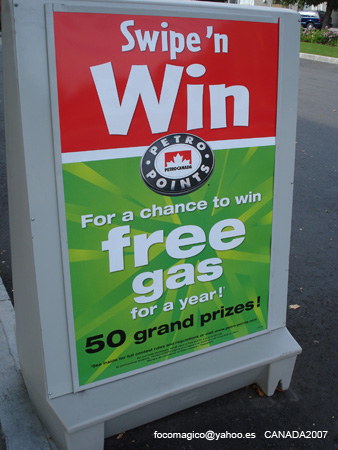 Swipe 'n
Win
PETRO
PETRO-CANADA
POINTS
For a chance to win
free
gas
for a year!
50 grand prizes!
focomagico@yahoo.es CANADA2007